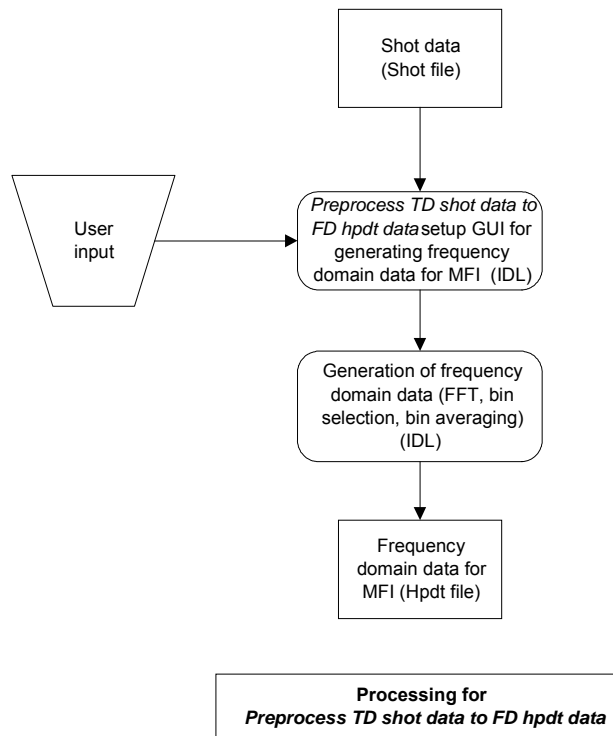 Shot data
(Shot file)
User
input
Preprocess TD shot data to
FD hpdt data setup GUI for
generating frequency
domain data for MFI (IDL)
Generation of frequency
domain data (FFT, bin
selection, bin averaging)
(IDL)
Frequency
domain data for
MFI (Hpdt file)
Processing for
Preprocess TD shot data to FD hpdt data